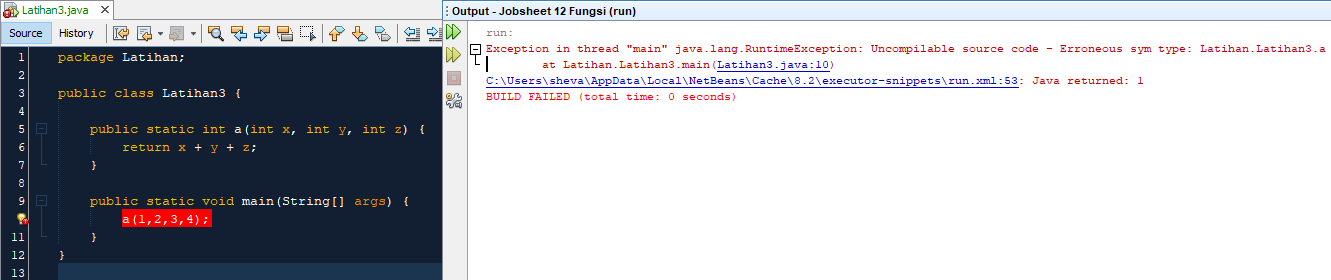 Latihan3.java
Source History
1 package Latihan;
2
3 public class Latihan3 {
4
5 public static int a(int x, int y, int z) {
6 return x + y + z;
7 }
8
9 public static void main(String[] args) {
a(1,2,3,4);
11 }
12 }
13
Output - Jobsheet 12 Fungsi (run)
run:
Exception in thread "main" java.lang.RuntimeException: Uncompilable source code - Erroneous sym type: Latihan.Latihan3.a
at Latihan.Latihan3.main(Latihan3.java:10)
C:\Users\sheva\AppData\Local\NetBeans\Cache\8.2\executor-snippets\run.xml:53: Java returned: 1
BUILD FAILED (total time: 0 seconds)